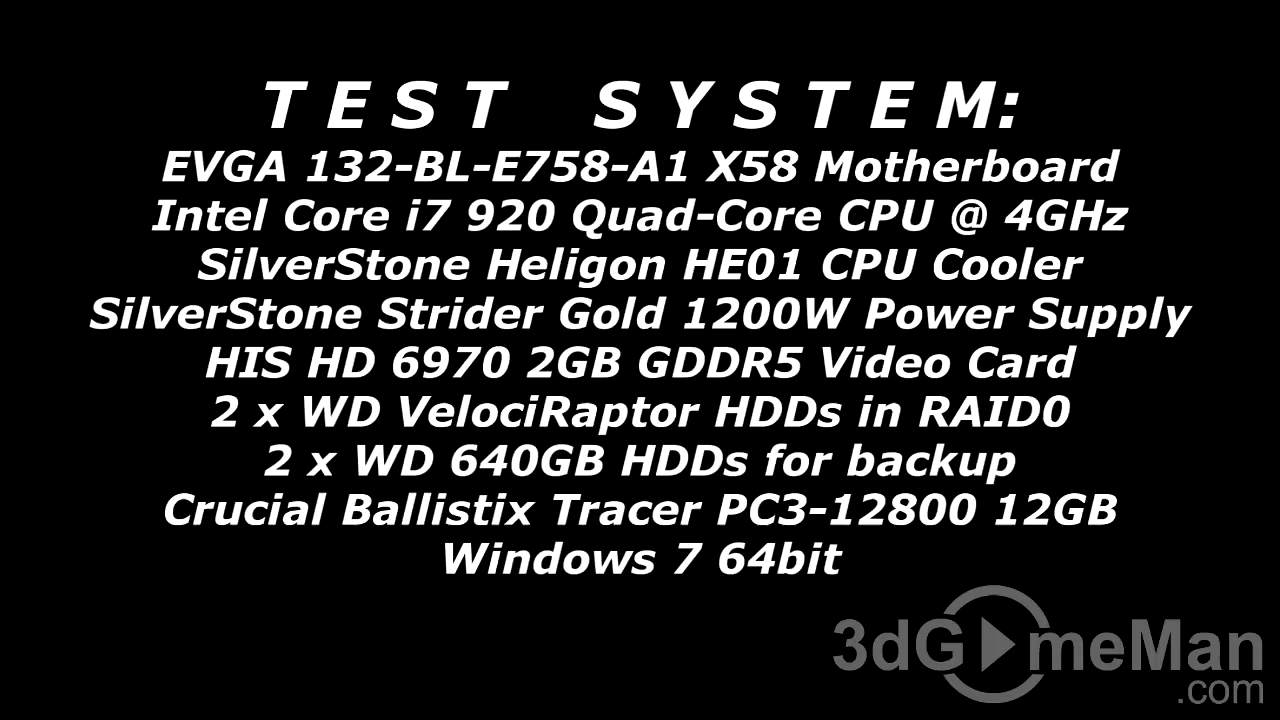 TEST SYSTEM:
EVGA 132-BL-E758-A1 X58 Motherboard
Intel Core i7 920 Quad-Core CPU @ 4GHz
SilverStone Heligon HE01 CPU Cooler
SilverStone Strider Gold 1200W Power Supply
HIS HD 6970 2GB GDDR5 Video Card
2 x WD VelociRaptor HDDs in RAID0
2 x WD 640GB HDDs for backup
Crucial Ballistix Tracer PC3-12800 12GB
Windows 7 64bit
3dGameMan
.com